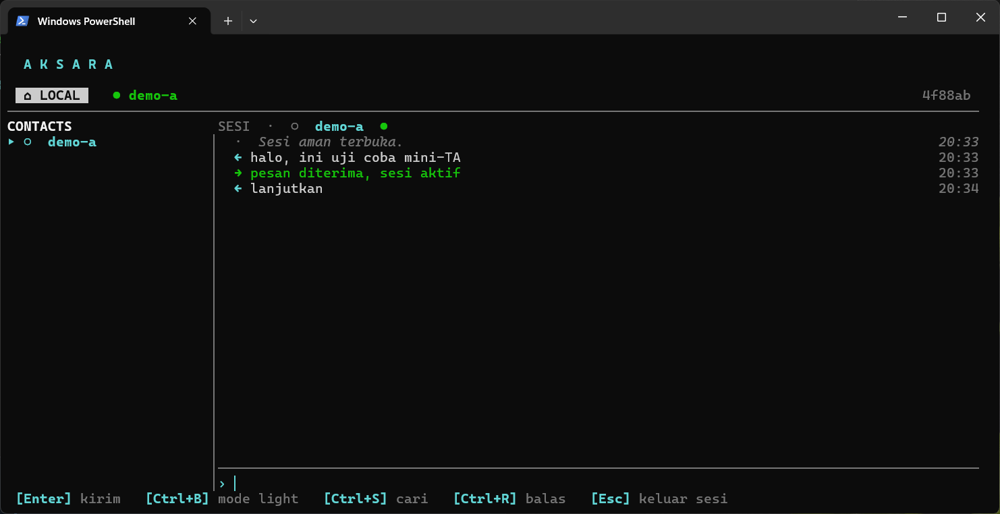 Windows PowerShell
A K S A R A
⌂ LOCAL ● demo-a 4f88ab
CONTACTS
▸ ○ demo-a
SESI · ○ demo-a ●
· Sesi aman terbuka. 20:33
← halo, ini uji coba mini-TA 20:33
→ pesan diterima, sesi aktif 20:33
← lanjutkan 20:34
›
[Enter] kirim [Ctrl+B] mode light [Ctrl+S] cari [Ctrl+R] balas [Esc] keluar sesi